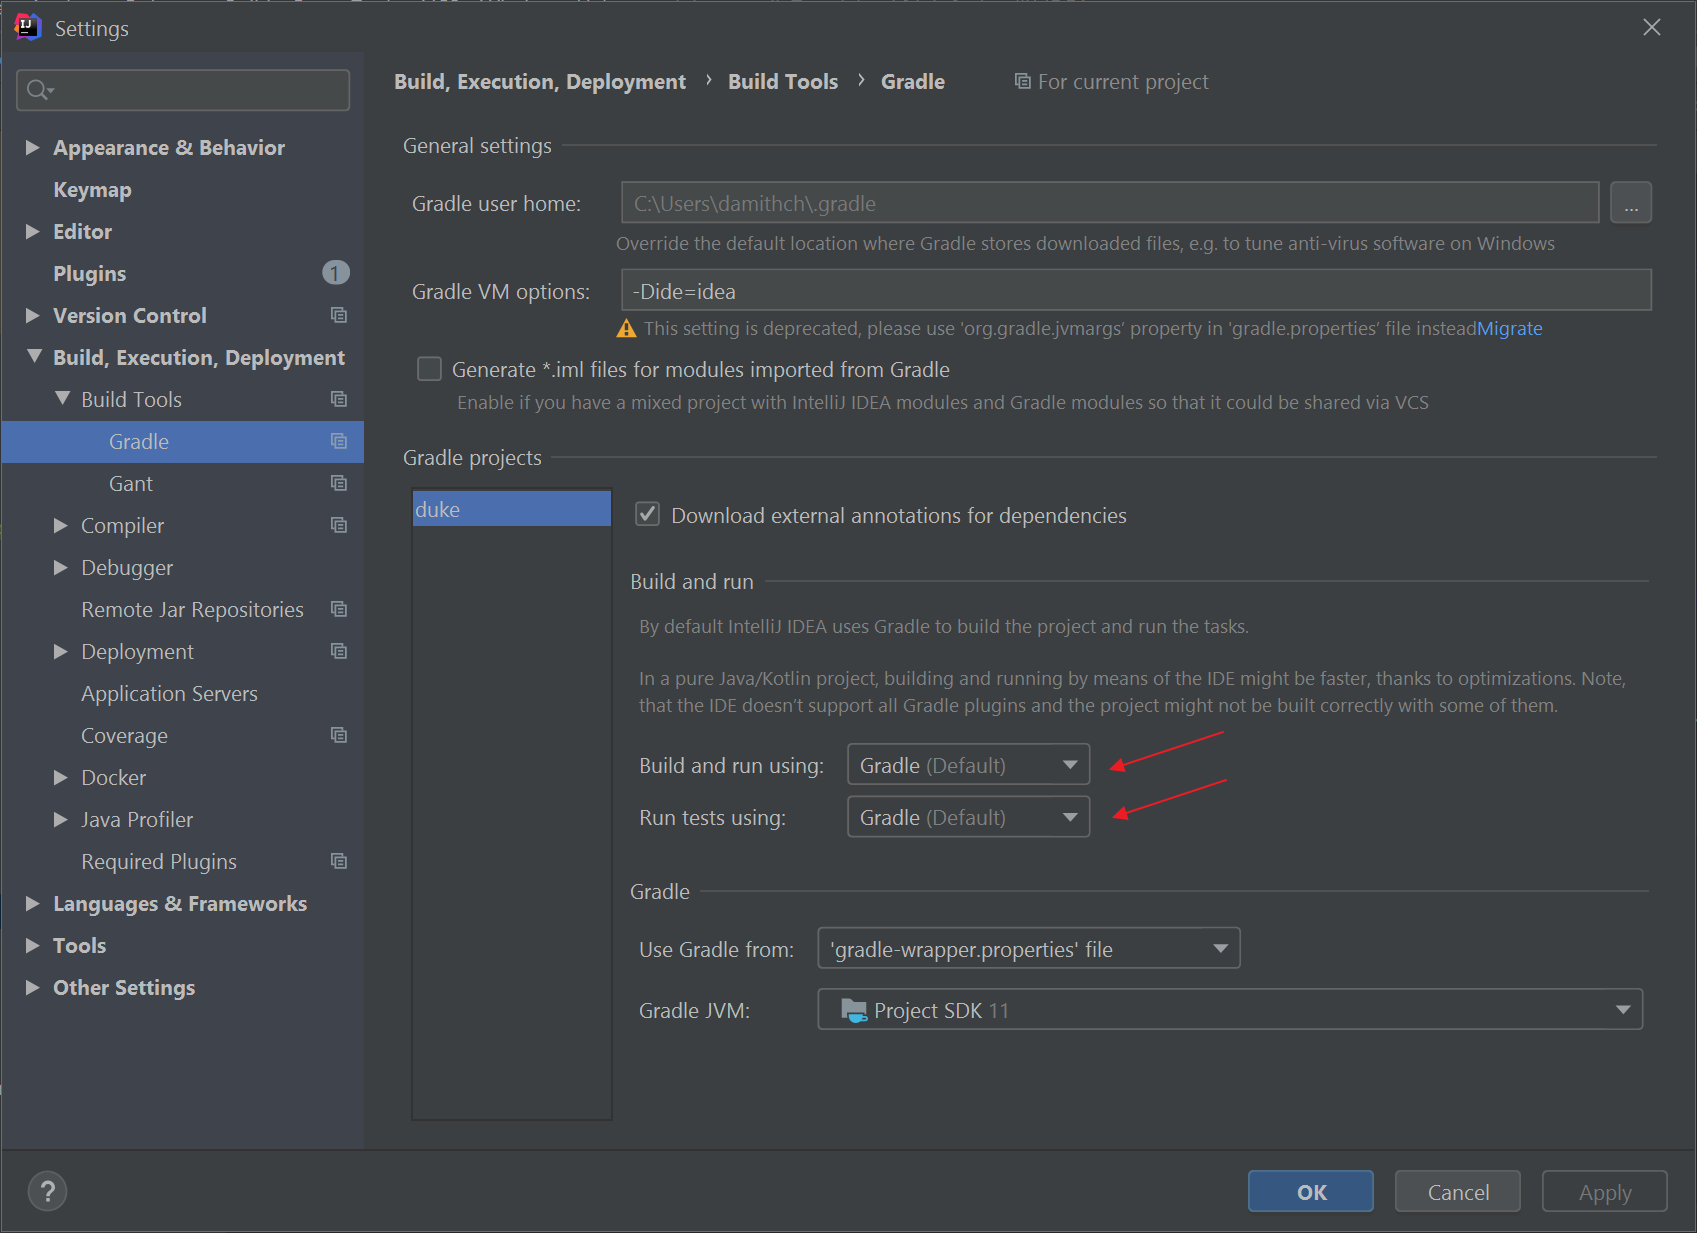 Settings
Build, Execution, Deployment › Build Tools › Gradle For current project
Appearance & Behavior
Keymap
Editor
Plugins 1
Version Control
Build, Execution, Deployment
Build Tools
Gradle
Gant
Compiler
Debugger
Remote Jar Repositories
Deployment
Application Servers
Coverage
Docker
Java Profiler
Required Plugins
Languages & Frameworks
Tools
Other Settings
General settings
Gradle user home: C:\Users\damithch\.gradle ...
Override the default location where Gradle stores downloaded files, e.g. to tune anti-virus software on Windows
Gradle VM options: -Dide=idea
This setting is deprecated, please use 'org.gradle.jvmargs' property in 'gradle.properties' file insteadMigrate
Generate *.iml files for modules imported from Gradle
Enable if you have a mixed project with IntelliJ IDEA modules and Gradle modules so that it could be shared via VCS
Gradle projects
duke
Download external annotations for dependencies
Build and run
By default IntelliJ IDEA uses Gradle to build the project and run the tasks.
In a pure Java/Kotlin project, building and running by means of the IDE might be faster, thanks to optimizations. Note,
that the IDE doesn't support all Gradle plugins and the project might not be built correctly with some of them.
Build and run using: Gradle (Default)
Run tests using: Gradle (Default)
Gradle
Use Gradle from: 'gradle-wrapper.properties' file
Gradle JVM: Project SDK 11
?
OK
Cancel
Apply